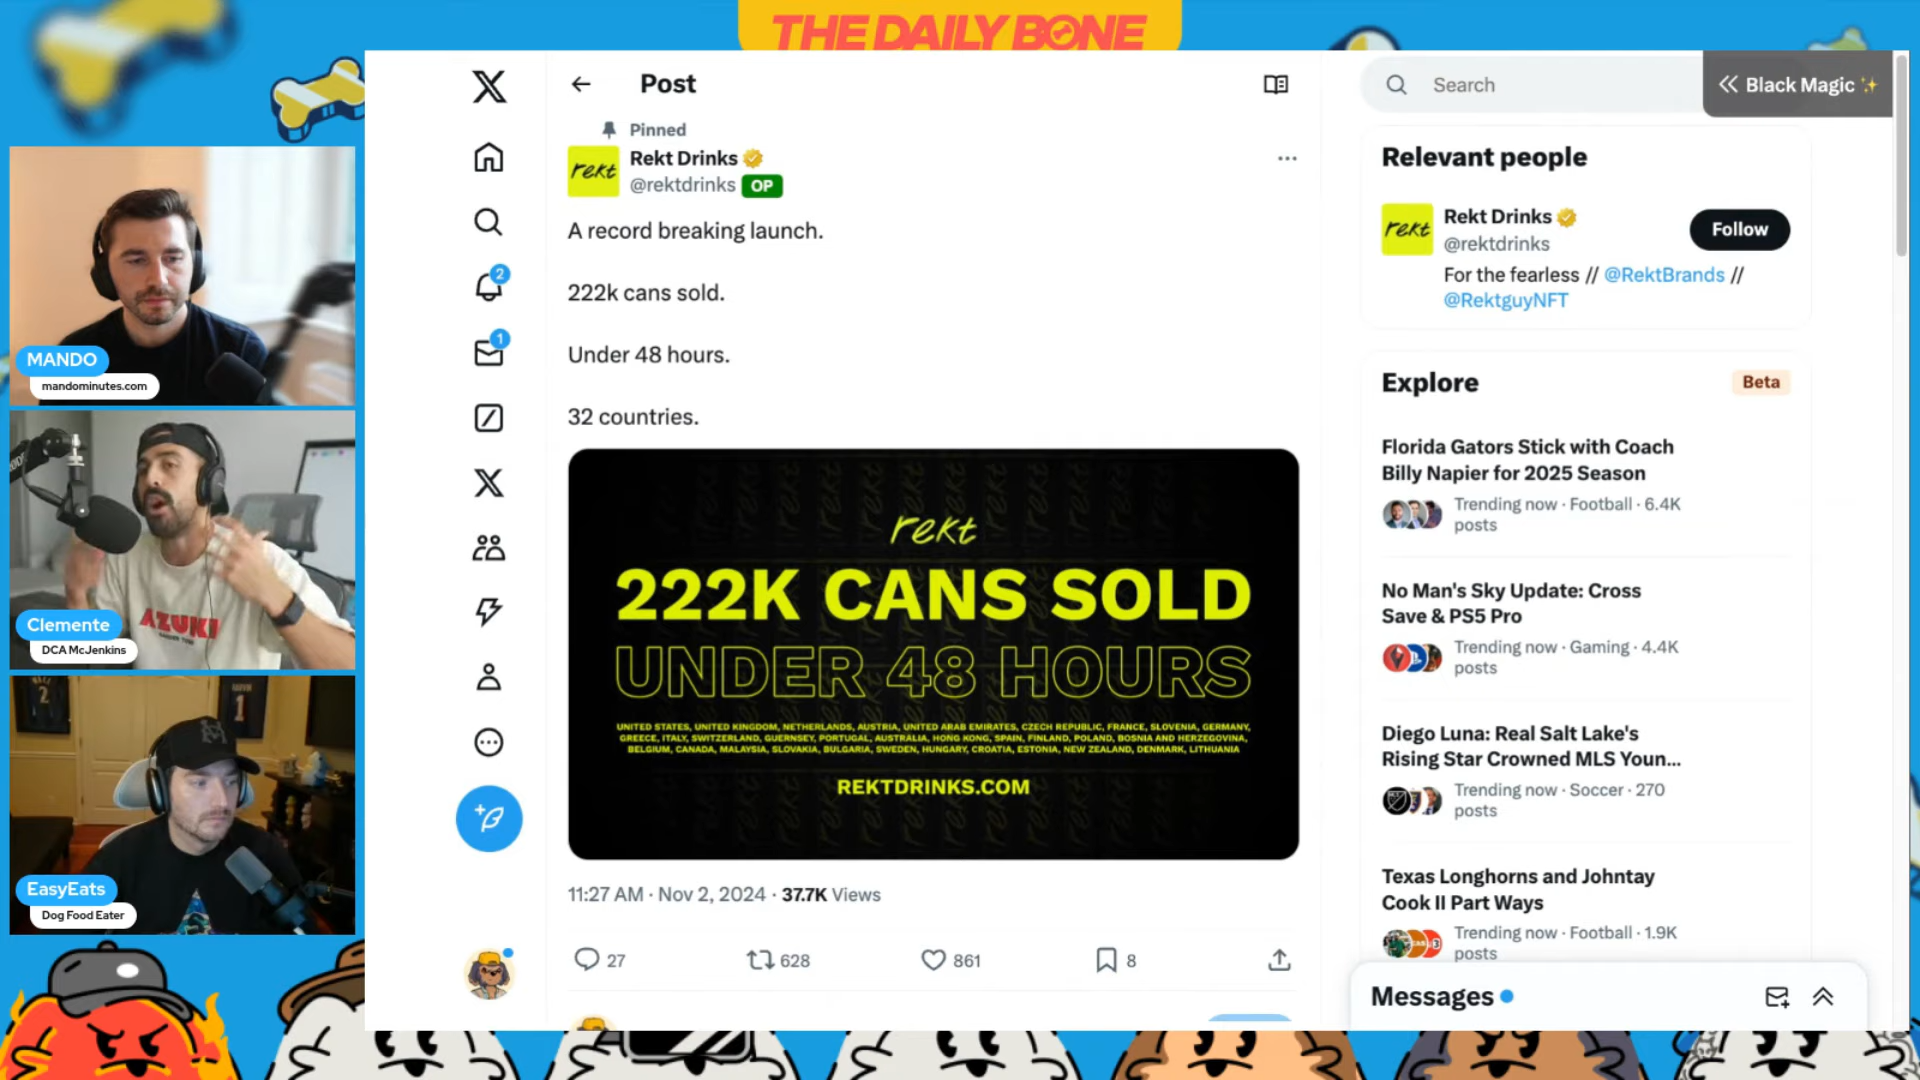 THE DAILY BONE
Post
Search
Black Magic
Pinned
rekt
Rekt Drinks
@rektdrinks OP
A record breaking launch.
222k cans sold.
Under 48 hours.
32 countries.
rekt
222K CANS SOLD
UNDER 48 HOURS
UNITED STATES, UNITED KINGDOM, NETHERLANDS, AUSTRIA, UNITED ARAB EMIRATES, CZECH REPUBLIC, FRANCE, SLOVENIA, GERMANY,
GREECE, ITALY, SWITZERLAND, GUERNSEY, PORTUGAL, AUSTRALIA, HONG KONG, SPAIN, FINLAND, POLAND, BOSNIA AND HERZEGOVINA,
BELGIUM, CANADA, MALAYSIA, SLOVAKIA, BULGARIA, SWEDEN, HUNGARY, CROATIA, ESTONIA, NEW ZEALAND, DENMARK, LITHUANIA
REKTDRINKS.COM
11:27 AM · Nov 2, 2024 · 37.7K Views
27
628
861
8
2
1
Relevant people
rekt
Rekt Drinks
@rektdrinks
Follow
For the fearless // @RektBrands //
@RektguyNFT
Explore
Beta
Florida Gators Stick with Coach
Billy Napier for 2025 Season
Trending now · Football · 6.4K
posts
No Man's Sky Update: Cross
Save & PS5 Pro
Trending now · Gaming · 4.4K
posts
Diego Luna: Real Salt Lake's
Rising Star Crowned MLS Youn...
Trending now · Soccer · 270
posts
Texas Longhorns and Johntay
Cook II Part Ways
Trending now · Football · 1.9K
posts
Messages
MANDO
mandominutes.com
AZUKI
Clemente
DCA McJenkins
2
1
EasyEats
Dog Food Eater